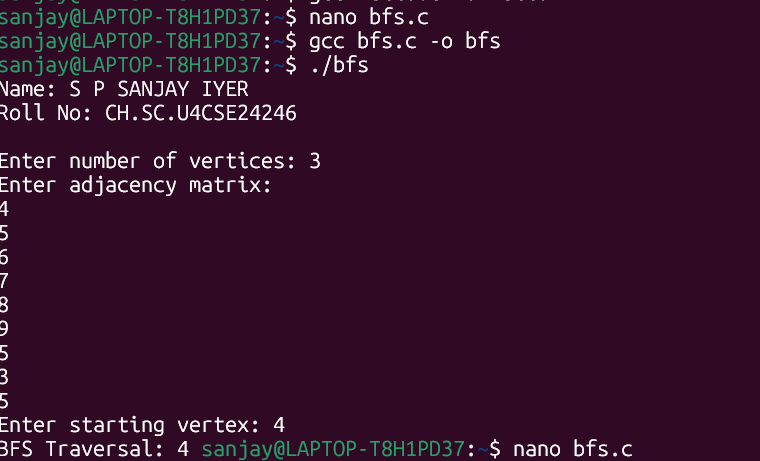 sanjay@LAPTOP-T8H1PD37:~$ nano bfs.c
sanjay@LAPTOP-T8H1PD37:~$ gcc bfs.c -o bfs
sanjay@LAPTOP-T8H1PD37:~$ ./bfs
Name: S P SANJAY IYER
Roll No: CH.SC.U4CSE24246
Enter number of vertices: 3
Enter adjacency matrix:
4
5
6
7
8
9
5
3
5
Enter starting vertex: 4
BFS Traversal: 4 sanjay@LAPTOP-T8H1PD37:~$ nano bfs.c